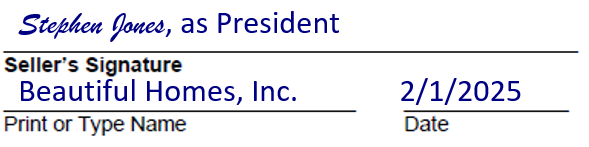 Stephen Jones, as President
Seller's Signature
Beautiful Homes, Inc. 2/1/2025
Print or Type Name Date